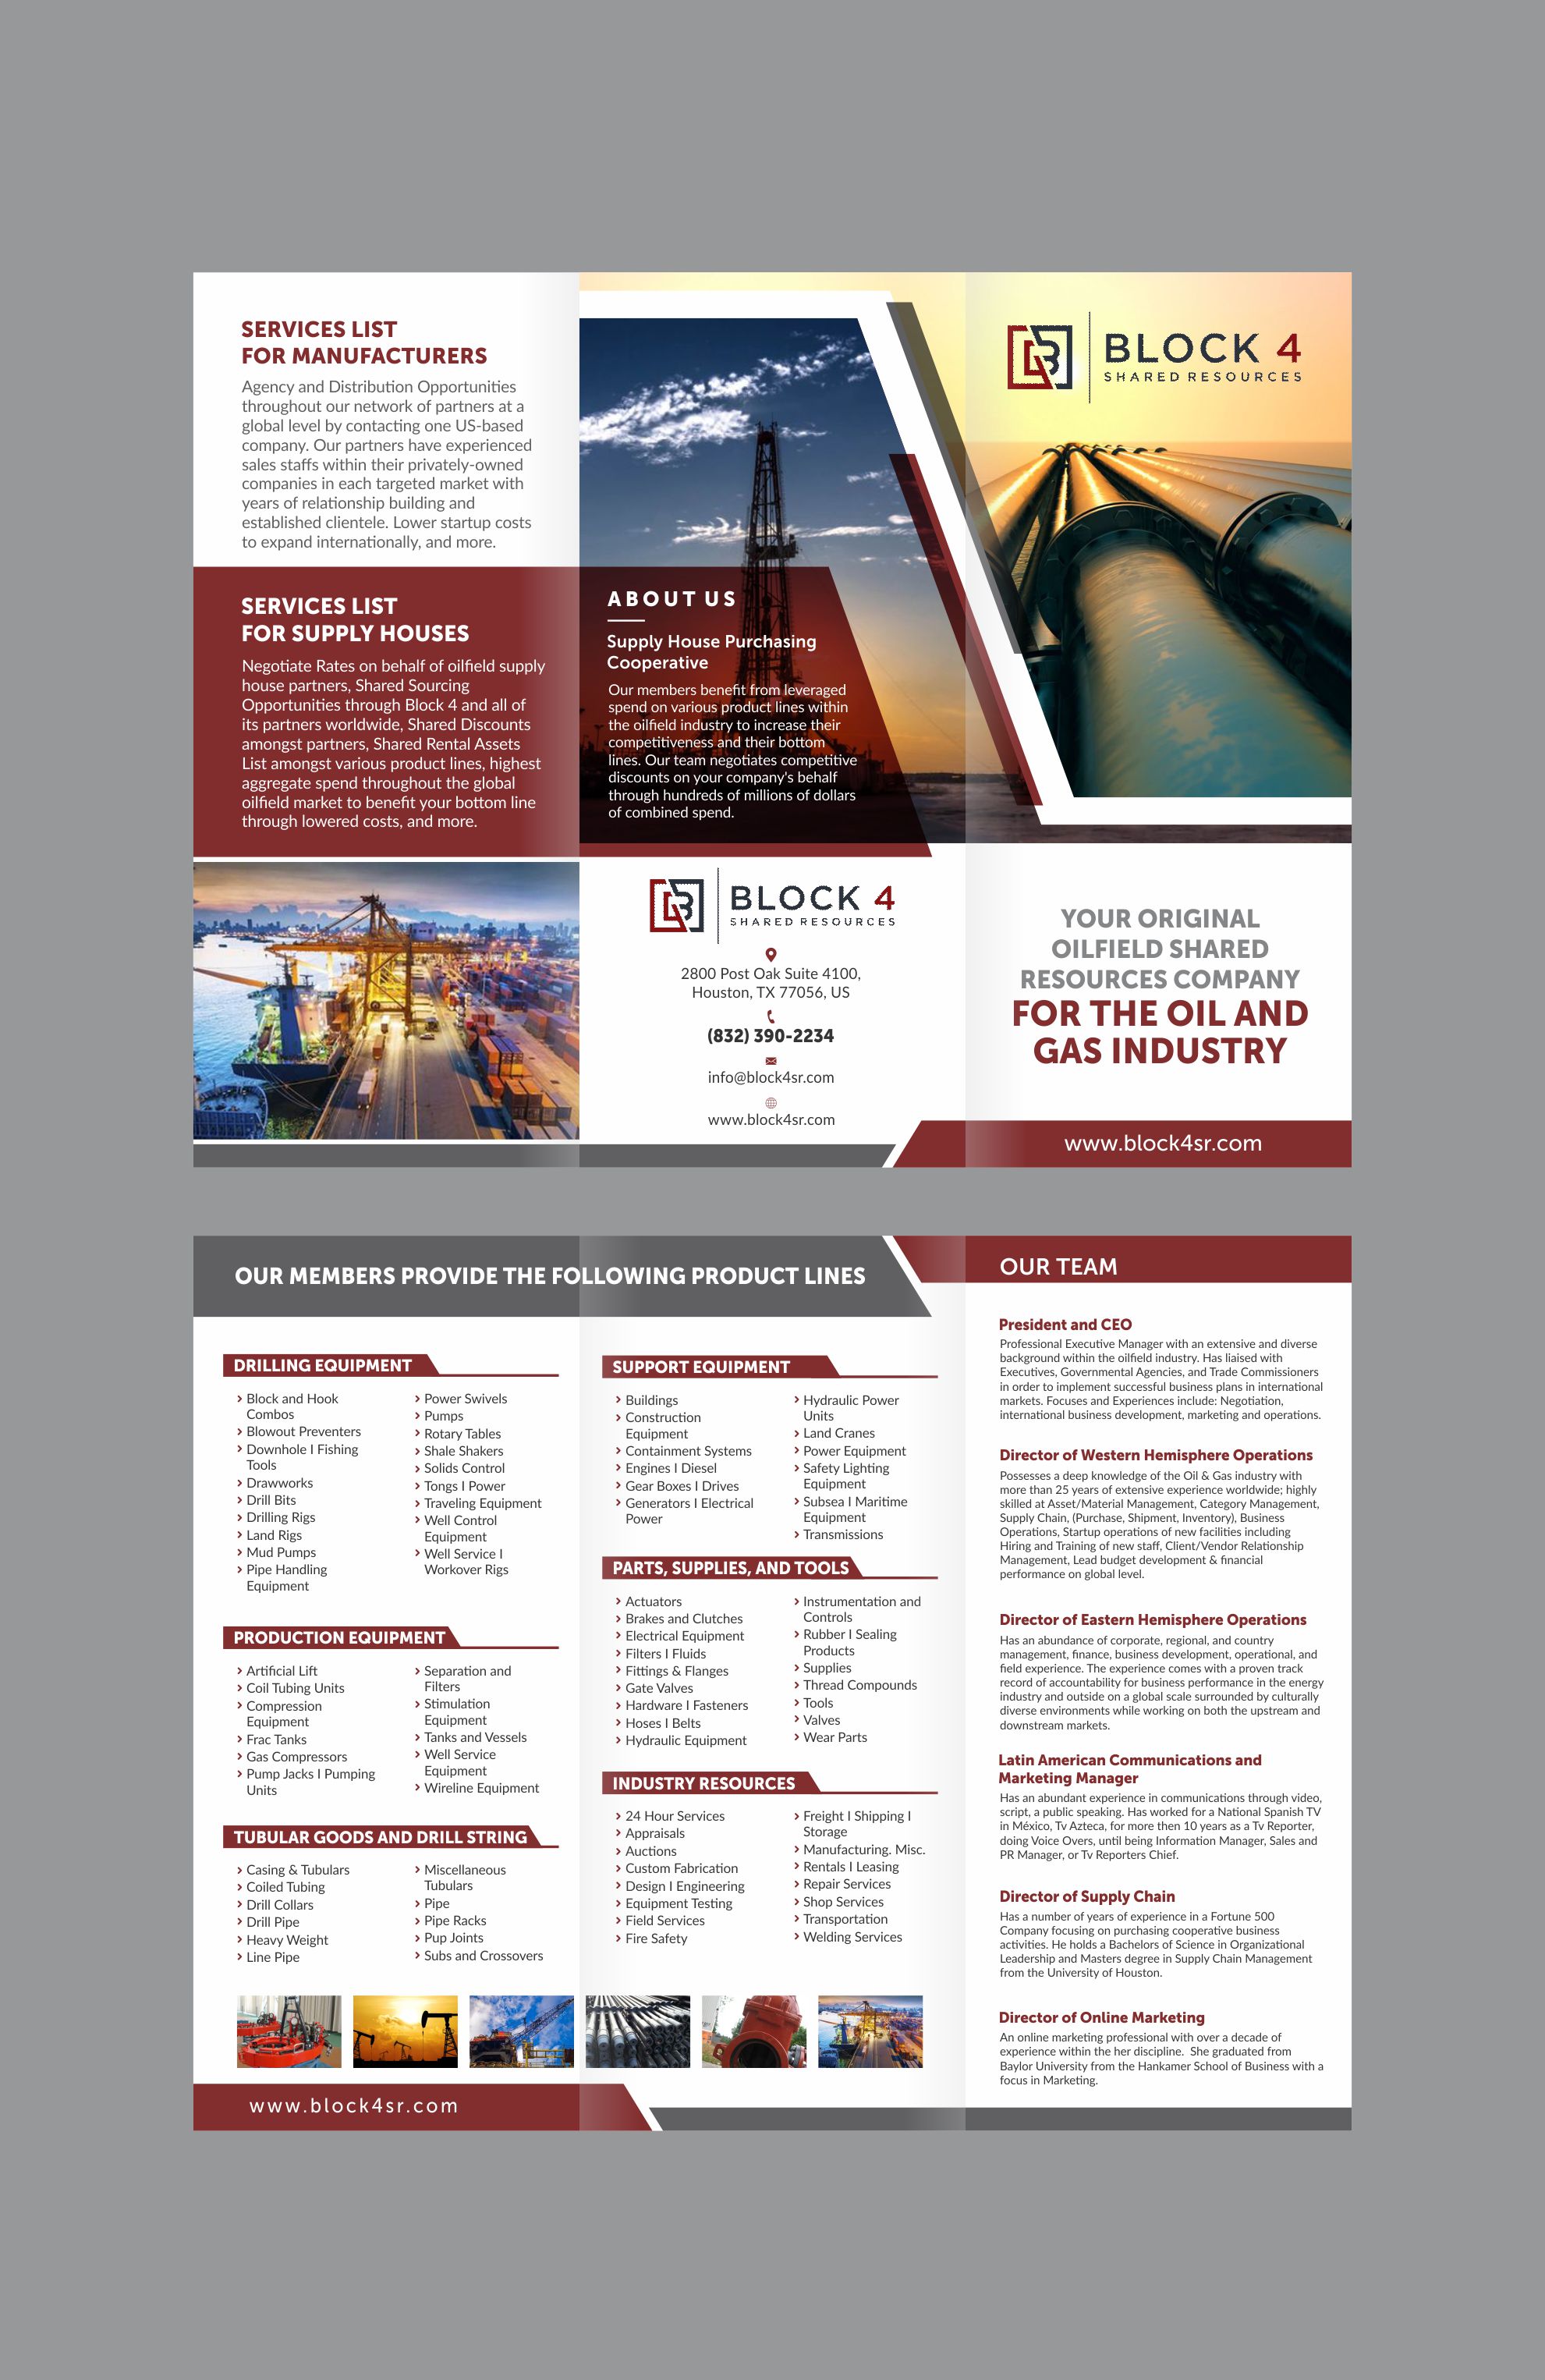 SERVICES LIST
FOR MANUFACTURERS
Agency and Distribution Opportunities
throughout our network of partners at a
global level by contacting one US-based
company. Our partners have experienced
sales staffs within their privately-owned
companies in each targeted market with
years of relationship building and
established clientele. Lower startup costs
to expand internationally, and more.
SERVICES LIST
FOR SUPPLY HOUSES
Negotiate Rates on behalf of oilfield supply
house partners, Shared Sourcing
Opportunities through Block 4 and all of
its partners worldwide, Shared Discounts
amongst partners, Shared Rental Assets
List amongst various product lines, highest
aggregate spend throughout the global
oilfield market to benefit your bottom line
through lowered costs, and more.
ABOUT US
Supply House Purchasing
Cooperative
Our members benefit from leveraged
spend on various product lines within
the oilfield industry to increase their
competitiveness and their bottom
lines. Our team negotiates competitive
discounts on your company's behalf
through hundreds of millions of dollars
of combined spend.
BLOCK 4
SHARED RESOURCES
2800 Post Oak Suite 4100,
Houston, TX 77056, US
(832) 390-2234
info@block4sr.com
www.block4sr.com
BLOCK 4
SHARED RESOURCES
YOUR ORIGINAL
OILFIELD SHARED
RESOURCES COMPANY
FOR THE OIL AND
GAS INDUSTRY
www.block4sr.com
OUR MEMBERS PROVIDE THE FOLLOWING PRODUCT LINES
DRILLING EQUIPMENT
Block and Hook
Combos
Blowout Preventers
Downhole I Fishing
Tools
Drawworks
Drill Bits
Drilling Rigs
Land Rigs
Mud Pumps
Pipe Handling
Equipment
Power Swivels
Pumps
Rotary Tables
Shale Shakers
Solids Control
Tongs I Power
Traveling Equipment
Well Control
Equipment
Well Service I
Workover Rigs
PRODUCTION EQUIPMENT
Artificial Lift
Coil Tubing Units
Compression
Equipment
Frac Tanks
Gas Compressors
Pump Jacks I Pumping
Units
Separation and
Filters
Stimulation
Equipment
Tanks and Vessels
Well Service
Equipment
Wireline Equipment
TUBULAR GOODS AND DRILL STRING
Casing & Tubulars
Coiled Tubing
Drill Collars
Drill Pipe
Heavy Weight
Line Pipe
Miscellaneous
Tubulars
Pipe
Pipe Racks
Pup Joints
Subs and Crossovers
SUPPORT EQUIPMENT
Buildings
Construction
Equipment
Containment Systems
Engines I Diesel
Gear Boxes I Drives
Generators I Electrical
Power
Hydraulic Power
Units
Land Cranes
Power Equipment
Safety Lighting
Equipment
Subsea I Maritime
Equipment
Transmissions
PARTS, SUPPLIES, AND TOOLS
Actuators
Brakes and Clutches
Electrical Equipment
Filters I Fluids
Fittings & Flanges
Gate Valves
Hardware I Fasteners
Hoses I Belts
Hydraulic Equipment
Instrumentation and
Controls
Rubber I Sealing
Products
Supplies
Thread Compounds
Tools
Valves
Wear Parts
INDUSTRY RESOURCES
24 Hour Services
Appraisals
Auctions
Custom Fabrication
Design I Engineering
Equipment Testing
Field Services
Fire Safety
Freight I Shipping I
Storage
Manufacturing. Misc.
Rentals I Leasing
Repair Services
Shop Services
Transportation
Welding Services
www.block4sr.com
OUR TEAM
President and CEO
Professional Executive Manager with an extensive and diverse
background within the oilfield industry. Has liaised with
Executives, Governmental Agencies, and Trade Commissioners
in order to implement successful business plans in international
markets. Focuses and Experiences include: Negotiation,
international business development, marketing and operations.
Director of Western Hemisphere Operations
Possesses a deep knowledge of the Oil & Gas industry with
more than 25 years of extensive experience worldwide; highly
skilled at Asset/Material Management, Category Management,
Supply Chain, (Purchase, Shipment, Inventory), Business
Operations, Startup operations of new facilities including
Hiring and Training of new staff, Client/Vendor Relationship
Management, Lead budget development & financial
performance on global level.
Director of Eastern Hemisphere Operations
Has an abundance of corporate, regional, and country
management, finance, business development, operational, and
field experience. The experience comes with a proven track
record of accountability for business performance in the energy
industry and outside on a global scale surrounded by culturally
diverse environments while working on both the upstream and
downstream markets.
Latin American Communications and
Marketing Manager
Has an abundant experience in communications through video,
script, a public speaking. Has worked for a National Spanish TV
in México, Tv Azteca, for more then 10 years as a Tv Reporter,
doing Voice Overs, until being Information Manager, Sales and
PR Manager, or Tv Reporters Chief.
Director of Supply Chain
Has a number of years of experience in a Fortune 500
Company focusing on purchasing cooperative business
activities. He holds a Bachelors of Science in Organizational
Leadership and Masters degree in Supply Chain Management
from the University of Houston.
Director of Online Marketing
An online marketing professional with over a decade of
experience within the her discipline. She graduated from
Baylor University from the Hankamer School of Business with a
focus in Marketing.